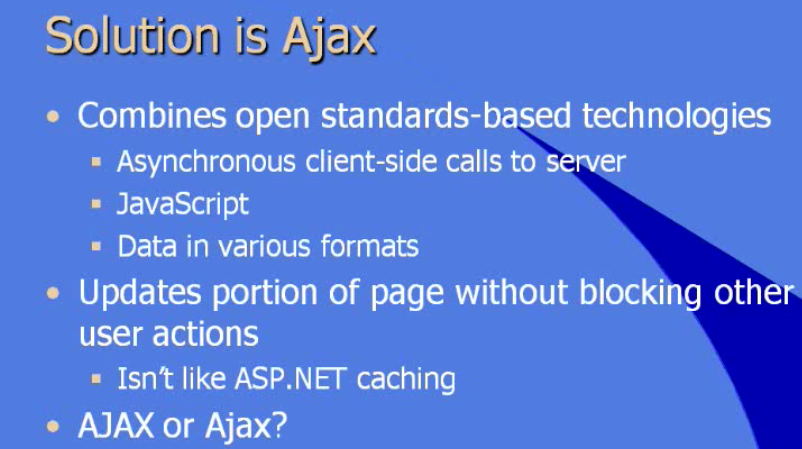 Solution is Ajax
• Combines open standards-based technologies
▪ Asynchronous client-side calls to server
▪ JavaScript
▪ Data in various formats
• Updates portion of page without blocking other
user actions
▪ Isn't like ASP.NET caching
• AJAX or Ajax?